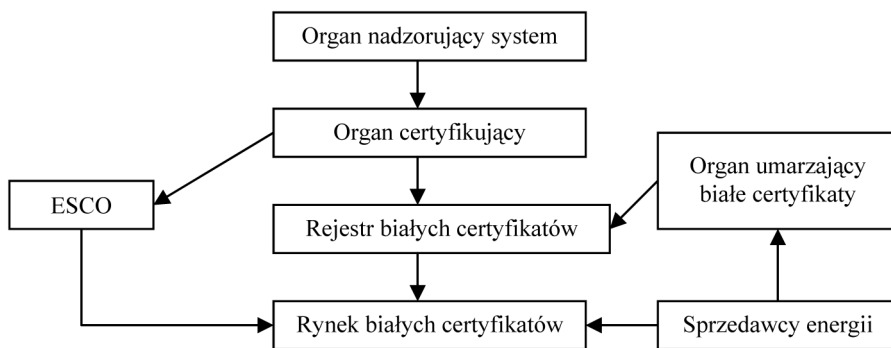 Organ nadzorujący system
Organ certyfikujący
Organ umarzający
białe certyfikaty
ESCO
Rejestr białych certyfikatów
Rynek białych certyfikatów
Sprzedawcy energii